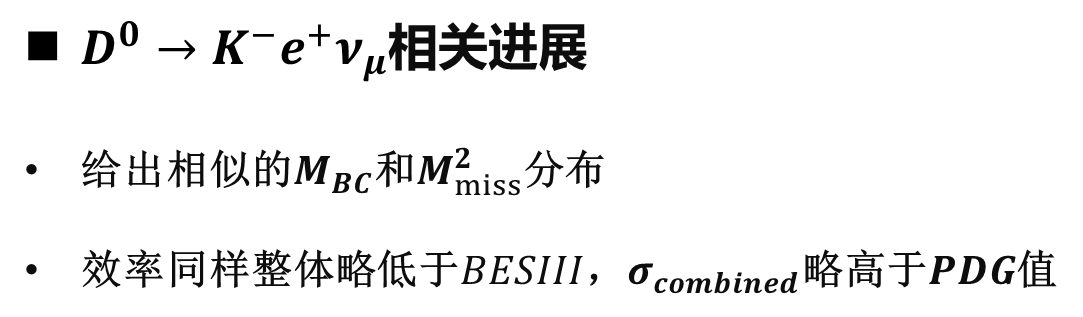 ■ D⁰ → K⁻e⁺ν_μ相关进展
• 给出相似的M_BC和M²_miss分布
• 效率同样整体略低于BESIII，σ_combined略高于PDG值